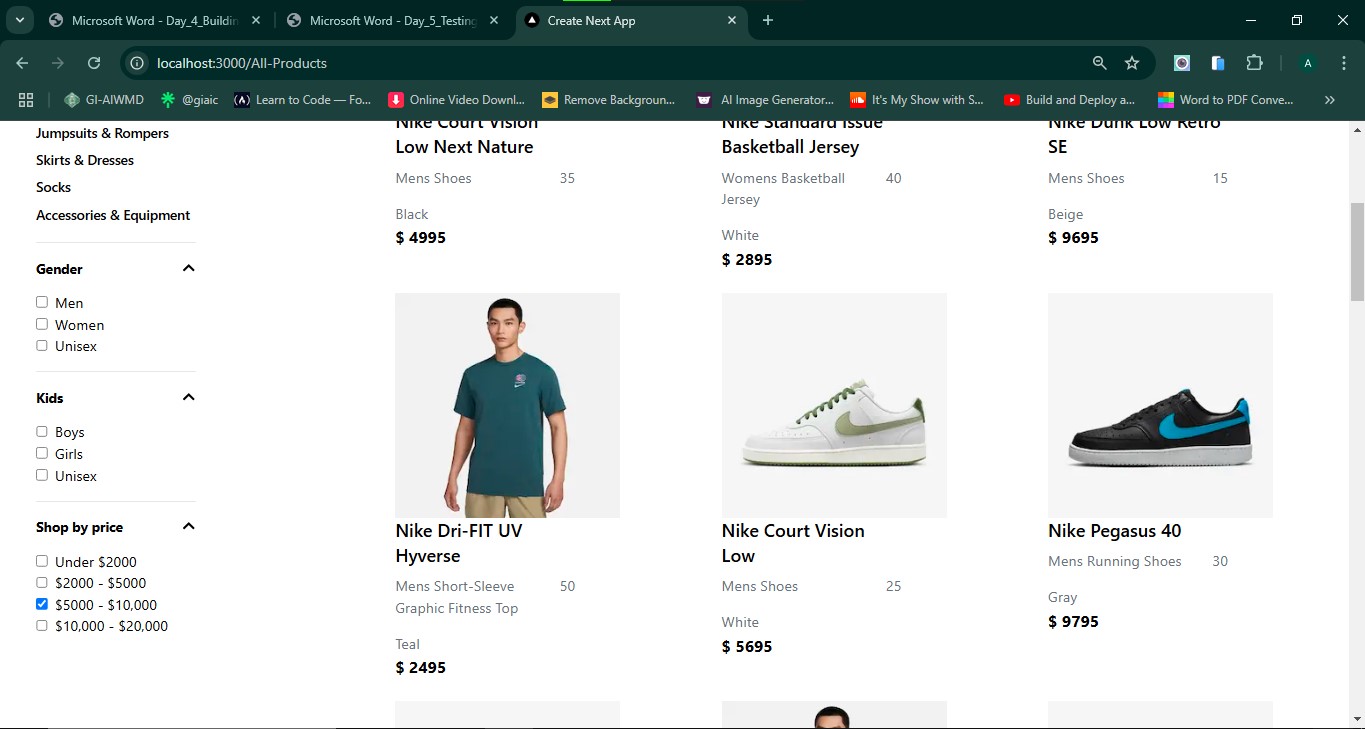 Microsoft Word - Day_4_Buildin
Microsoft Word - Day_5_Testing
Create Next App
localhost:3000/All-Products
A
GI-AIWMD
@giaic
Learn to Code — Fo...
Online Video Downl...
Remove Backgroun...
AI Image Generator...
It's My Show with S...
Build and Deploy a...
Word to PDF Conve...
Jumpsuits & Rompers
Skirts & Dresses
Socks
Accessories & Equipment
Gender
Men
Women
Unisex
Kids
Boys
Girls
Unisex
Shop by price
Under $2000
$2000 - $5000
$5000 - $10,000
$10,000 - $20,000
Nike Court Vision
Low Next Nature
Mens Shoes 35
Black
$ 4995
Nike Standard Issue
Basketball Jersey
Womens Basketball 40
Jersey
White
$ 2895
Nike Dunk Low Retro
SE
Mens Shoes 15
Beige
$ 9695
Nike Dri-FIT UV
Hyverse
Mens Short-Sleeve 50
Graphic Fitness Top
Teal
$ 2495
Nike Court Vision
Low
Mens Shoes 25
White
$ 5695
Nike Pegasus 40
Mens Running Shoes 30
Gray
$ 9795